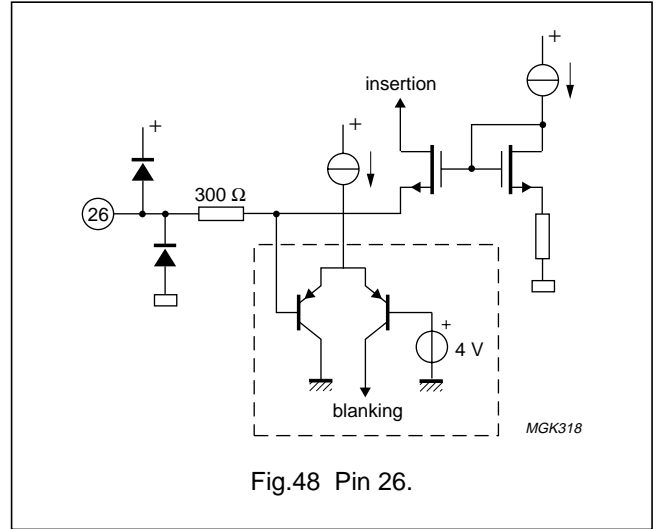 +
insertion
+
+
300 Ω
26
+
4 V
blanking
MGK318
Fig.48 Pin 26.